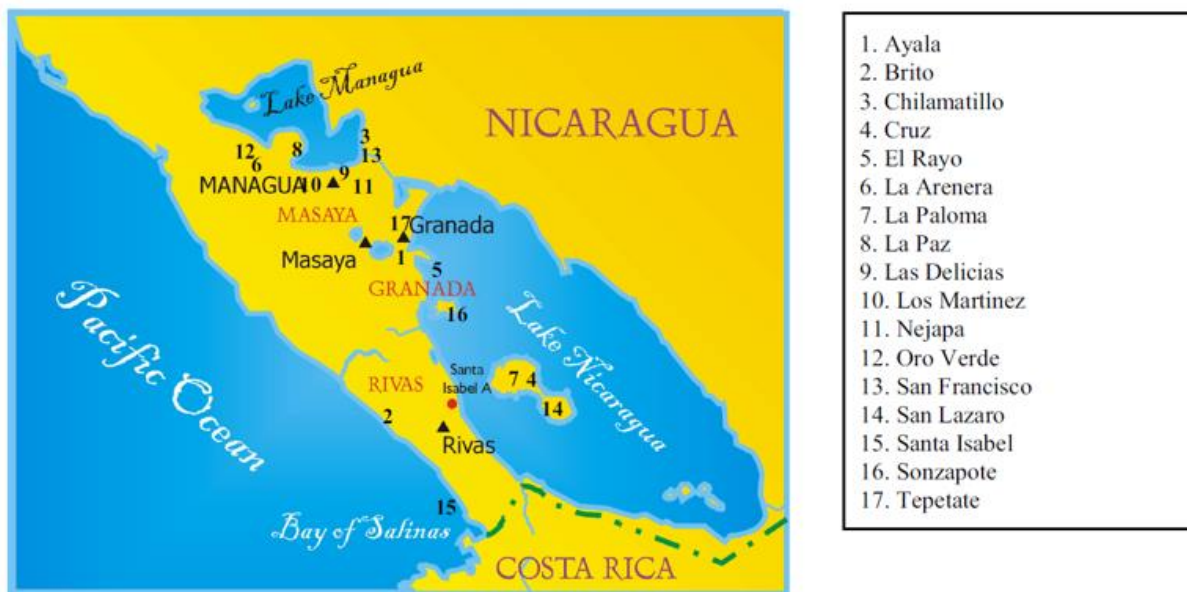 Lake Managua
NICARAGUA
3
12
8
13
6
9
MANAGUA
10
11
MASAYA
17
Granada
Masaya
1
5
GRANADA
16
Pacific Ocean
Lake Nicaragua
Santa
Isabel A
RIVAS
7
4
14
2
Rivas
15
Bay of Salinas
COSTA RICA
1. Ayala
2. Brito
3. Chilamatillo
4. Cruz
5. El Rayo
6. La Arenera
7. La Paloma
8. La Paz
9. Las Delicias
10. Los Martinez
11. Nejapa
12. Oro Verde
13. San Francisco
14. San Lazaro
15. Santa Isabel
16. Sonzapote
17. Tepetate